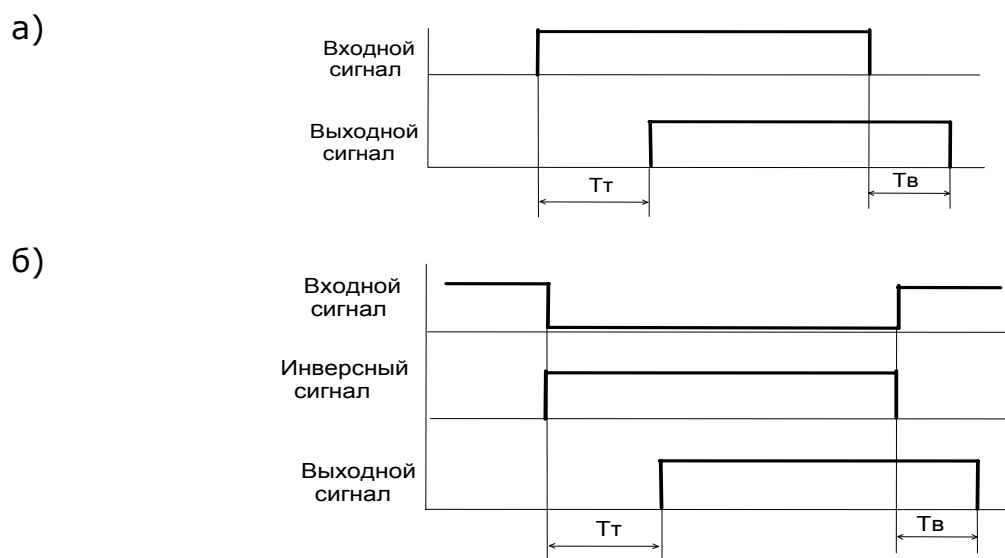 а)
Входной
сигнал
Выходной
сигнал
Тт
Тв
б)
Входной
сигнал
Инверсный
сигнал
Выходной
сигнал
Тт
Тв